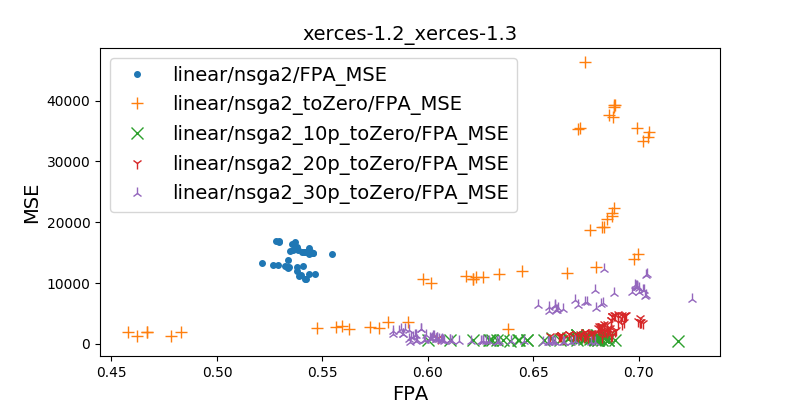 xerces-1.2_xerces-1.3
linear/nsga2/FPA_MSE
linear/nsga2_toZero/FPA_MSE
linear/nsga2_10p_toZero/FPA_MSE
linear/nsga2_20p_toZero/FPA_MSE
linear/nsga2_30p_toZero/FPA_MSE
MSE
40000
30000
20000
10000
0
0.45 0.50 0.55 0.60 0.65 0.70
FPA